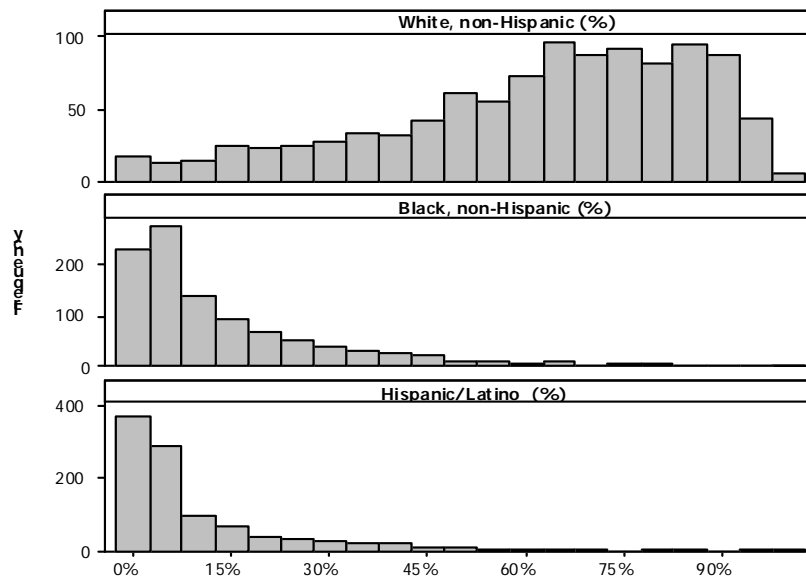 White, non-Hispanic (%)
100
50
0
Black, non-Hispanic (%)
200
100
0
Frequency
Hispanic/Latino (%)
400
200
0
0% 15% 30% 45% 60% 75% 90%